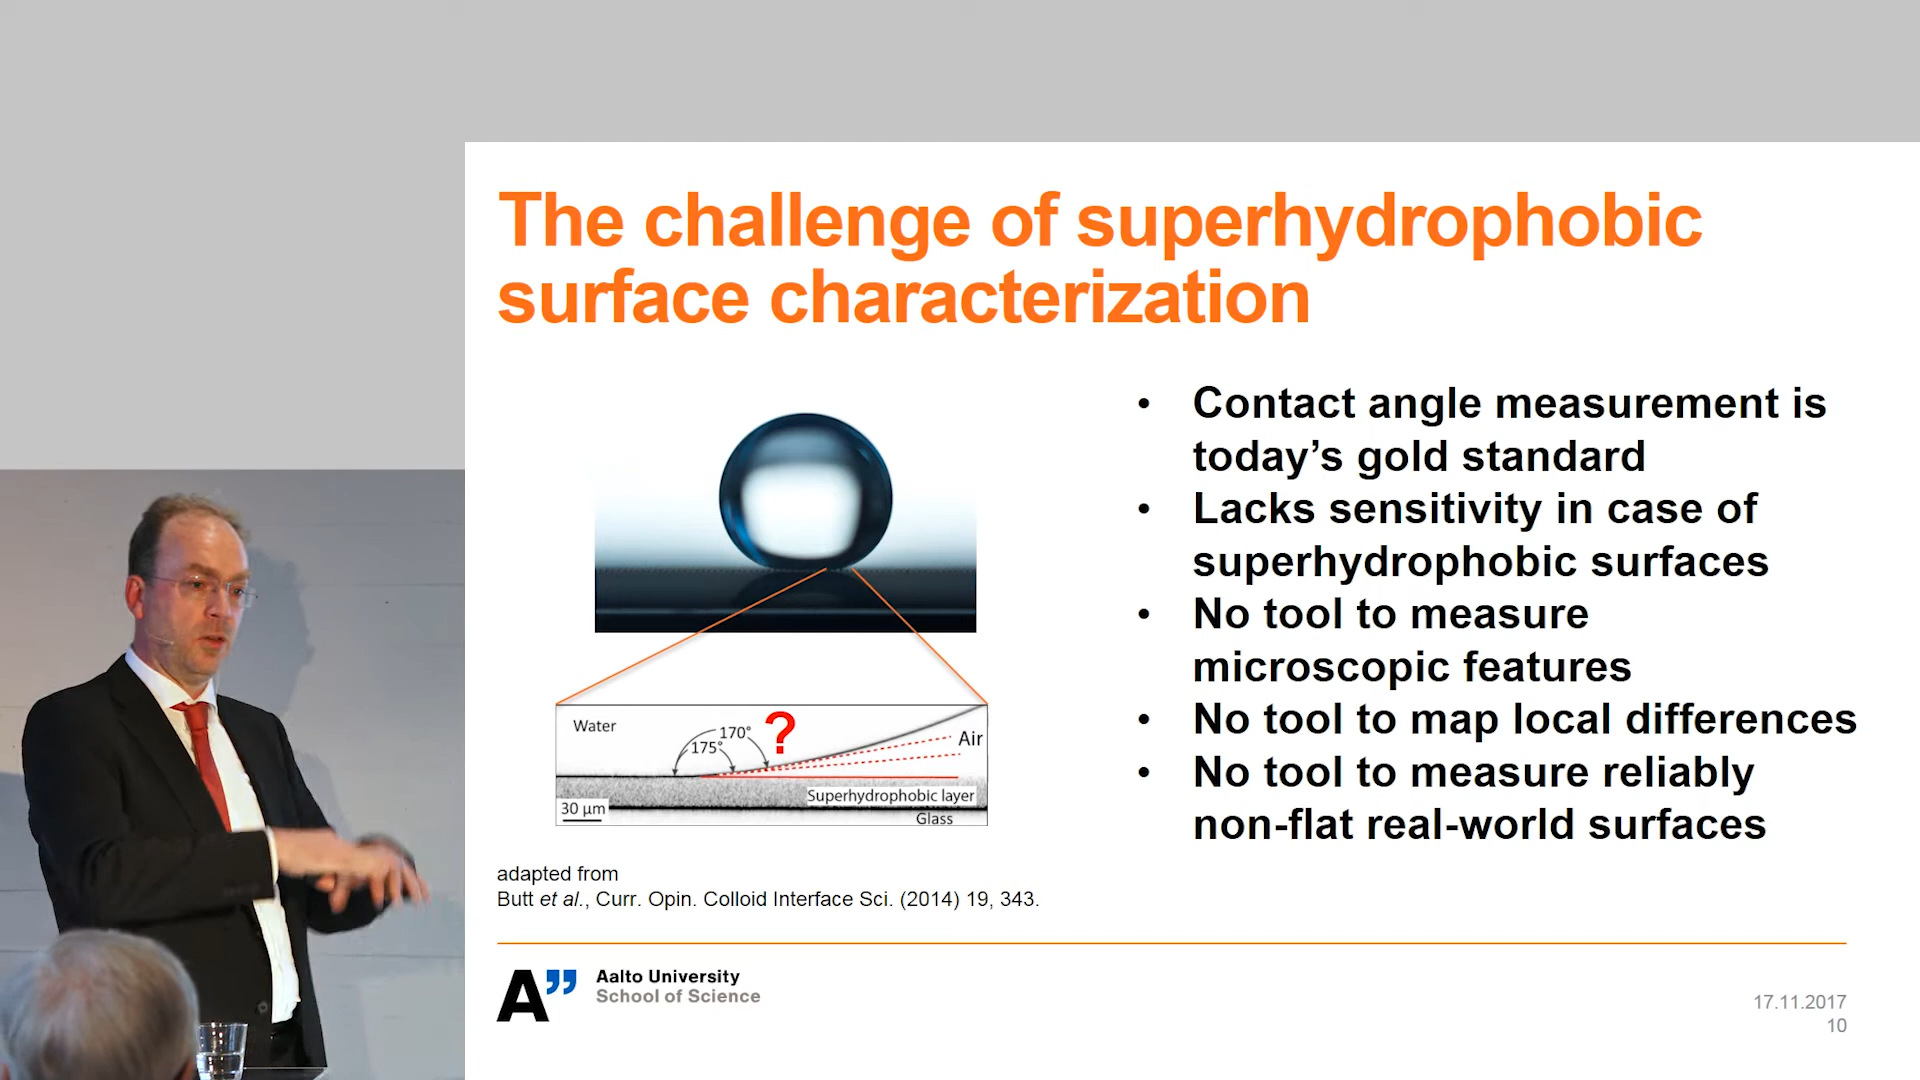 The challenge of superhydrophobic
surface characterization
• Contact angle measurement is
today’s gold standard
• Lacks sensitivity in case of
superhydrophobic surfaces
• No tool to measure
microscopic features
• No tool to map local differences
• No tool to measure reliably
non-flat real-world surfaces
Water
170°
175°
?
Air
Superhydrophobic layer
30 μm
Glass
adapted from
Butt et al., Curr. Opin. Colloid Interface Sci. (2014) 19, 343.
A”
Aalto University
School of Science
17.11.2017
10